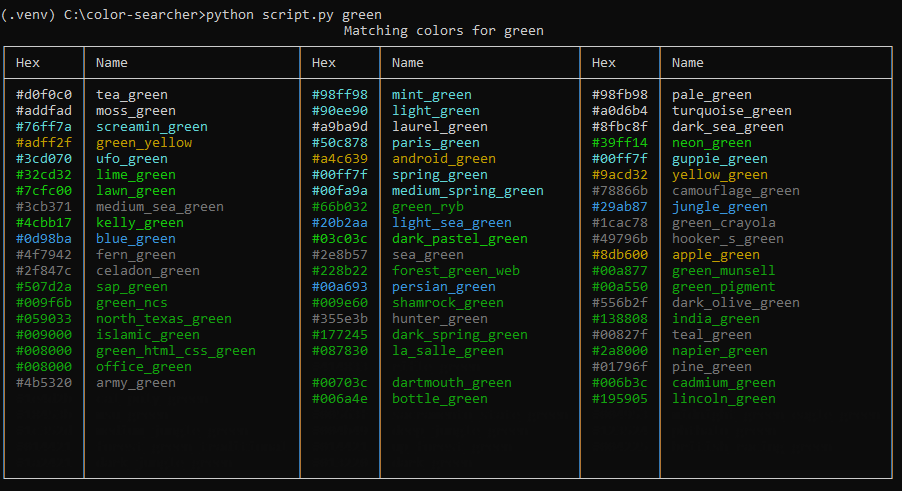 (.venv) C:\color-searcher>python script.py green
Matching colors for green
Hex Name Hex Name Hex Name
#d0f0c0 tea_green #98ff98 mint_green #98fb98 pale_green
#addfad moss_green #90ee90 light_green #a0d6b4 turquoise_green
#76ff7a screamin_green #a9ba9d laurel_green #8fbc8f dark_sea_green
#adff2f green_yellow #50c878 paris_green #39ff14 neon_green
#3cd070 ufo_green #a4c639 android_green #00ff7f guppie_green
#32cd32 lime_green #00ff7f spring_green #9acd32 yellow_green
#7cfc00 lawn_green #00fa9a medium_spring_green #78866b camouflage_green
#3cb371 medium_sea_green #66b032 green_ryb #29ab87 jungle_green
#4cbb17 kelly_green #20b2aa light_sea_green #1cac78 green_crayola
#0d98ba blue_green #03c03c dark_pastel_green #49796b hooker_s_green
#4f7942 fern_green #2e8b57 sea_green #8db600 apple_green
#2f847c celadon_green #228b22 forest_green_web #00a877 green_munsell
#507d2a sap_green #00a693 persian_green #00a550 green_pigment
#009f6b green_ncs #009e60 shamrock_green #556b2f dark_olive_green
#059033 north_texas_green #355e3b hunter_green #138808 india_green
#009000 islamic_green #177245 dark_spring_green #00827f teal_green
#008000 green_html_css_green #087830 la_salle_green #2a8000 napier_green
#008000 office_green #01796f pine_green
#4b5320 army_green #00703c dartmouth_green #006b3c cadmium_green
#006a4e bottle_green #195905 lincoln_green